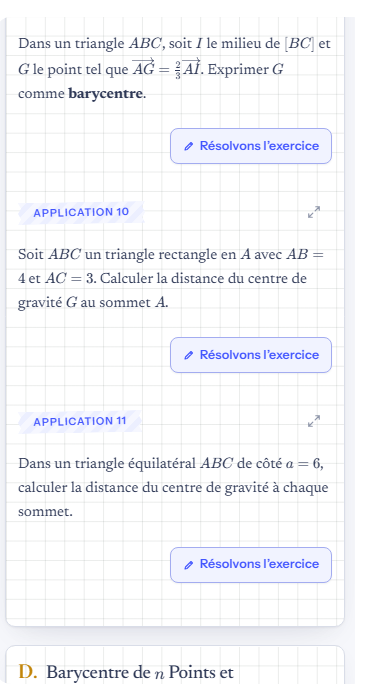 Dans un triangle ABC, soit I le milieu de [BC] et
G le point tel que $\overrightarrow{AG} = \frac{2}{3}\overrightarrow{AI}$. Exprimer G
comme barycentre.
Résolvons l'exercice
APPLICATION 10
Soit ABC un triangle rectangle en A avec AB =
4 et AC = 3. Calculer la distance du centre de
gravité G au sommet A.
Résolvons l'exercice
APPLICATION 11
Dans un triangle équilatéral ABC de côté a = 6,
calculer la distance du centre de gravité à chaque
sommet.
Résolvons l'exercice
D. Barycentre de n Points et